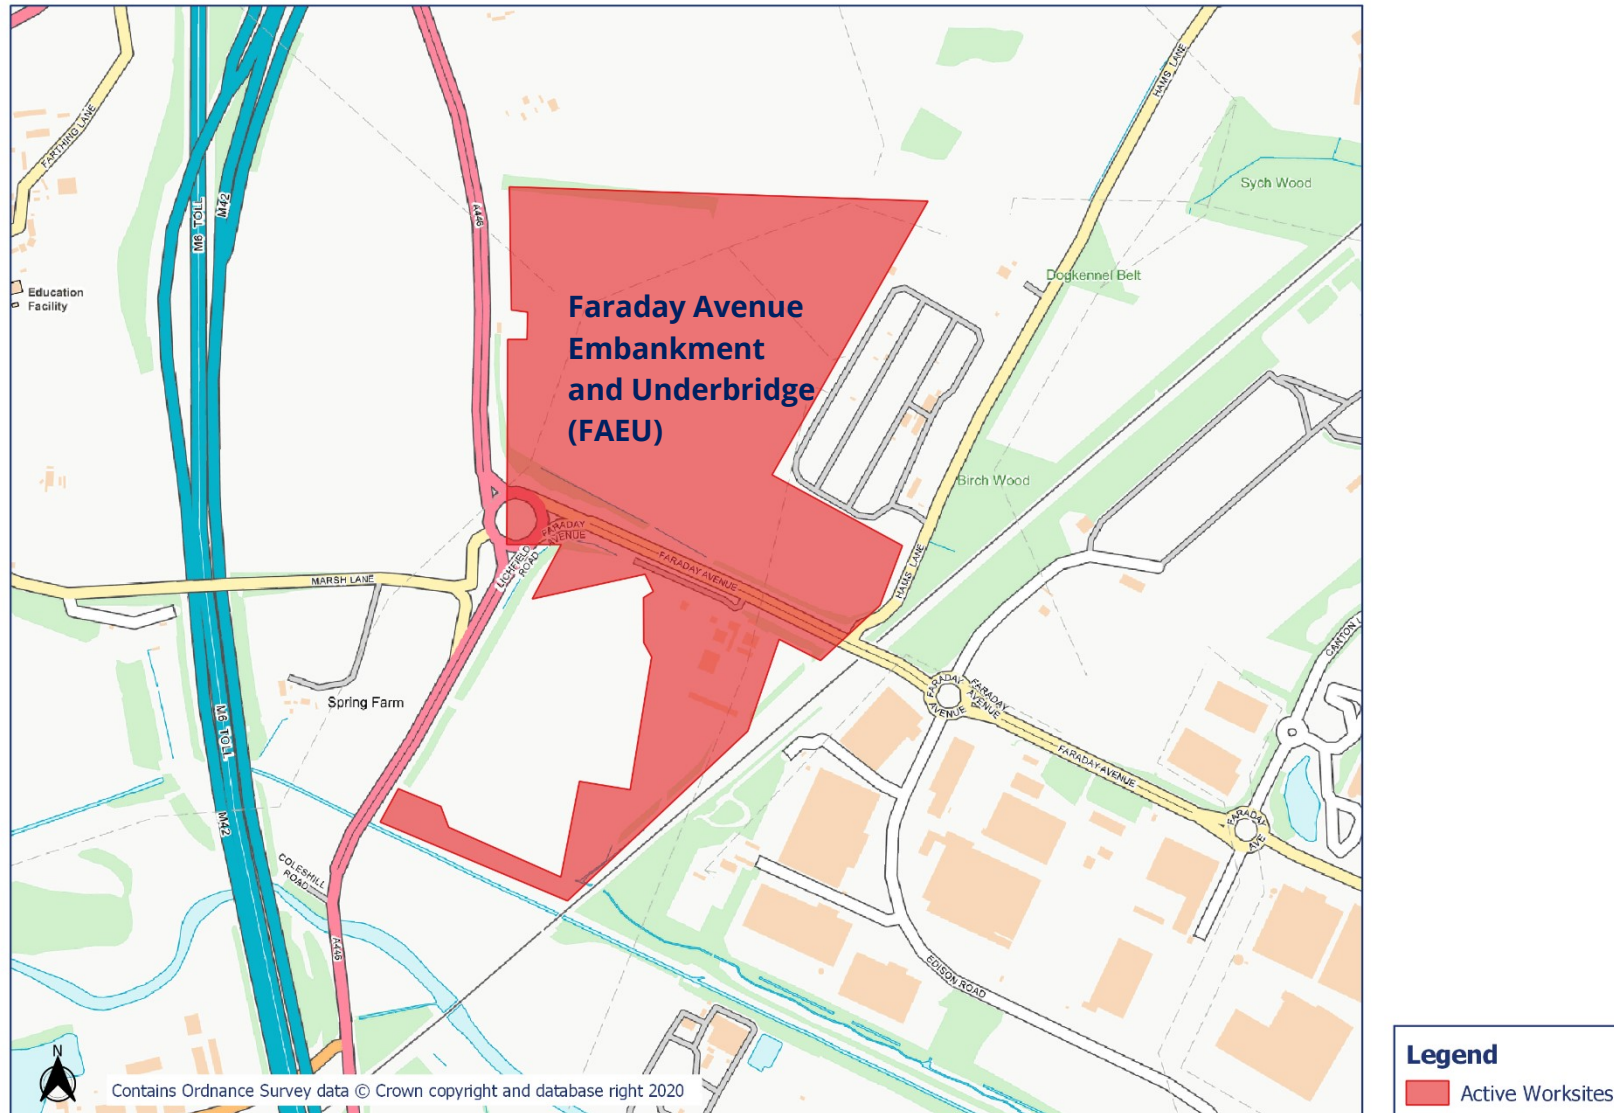 FARTHING LANE
M6 TOLL
M42
A446
HAMS LANE
Sych Wood
Education
Facility
Dogkennel Belt
Faraday Avenue
Embankment
and Underbridge
(FAEU)
Birch Wood
FARADAY
AVENUE
LICHFIELD
ROAD
FARADAY AVENUE
HAMS LANE
MARSH LANE
CANTON L
Spring Farm
FARADAY
AVENUE
FARADAY
AVENUE
M6 TOLL
FARADAY AVENUE
M42
FARADAY
AVE
COLESHILL
ROAD
A446
EDISON ROAD
N
Contains Ordnance Survey data © Crown copyright and database right 2020
Legend
Active Worksites